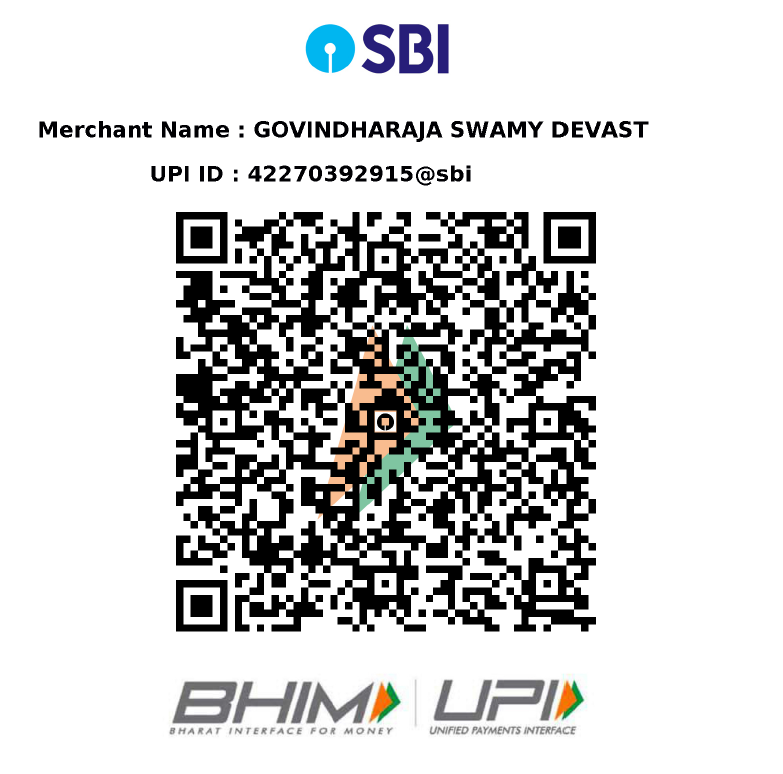 SBI
Merchant Name : GOVINDHARAJA SWAMY DEVAST
UPI ID : 42270392915@sbi
BHIM
BHARAT INTERFACE FOR MONEY
UPI
UNIFIED PAYMENTS INTERFACE